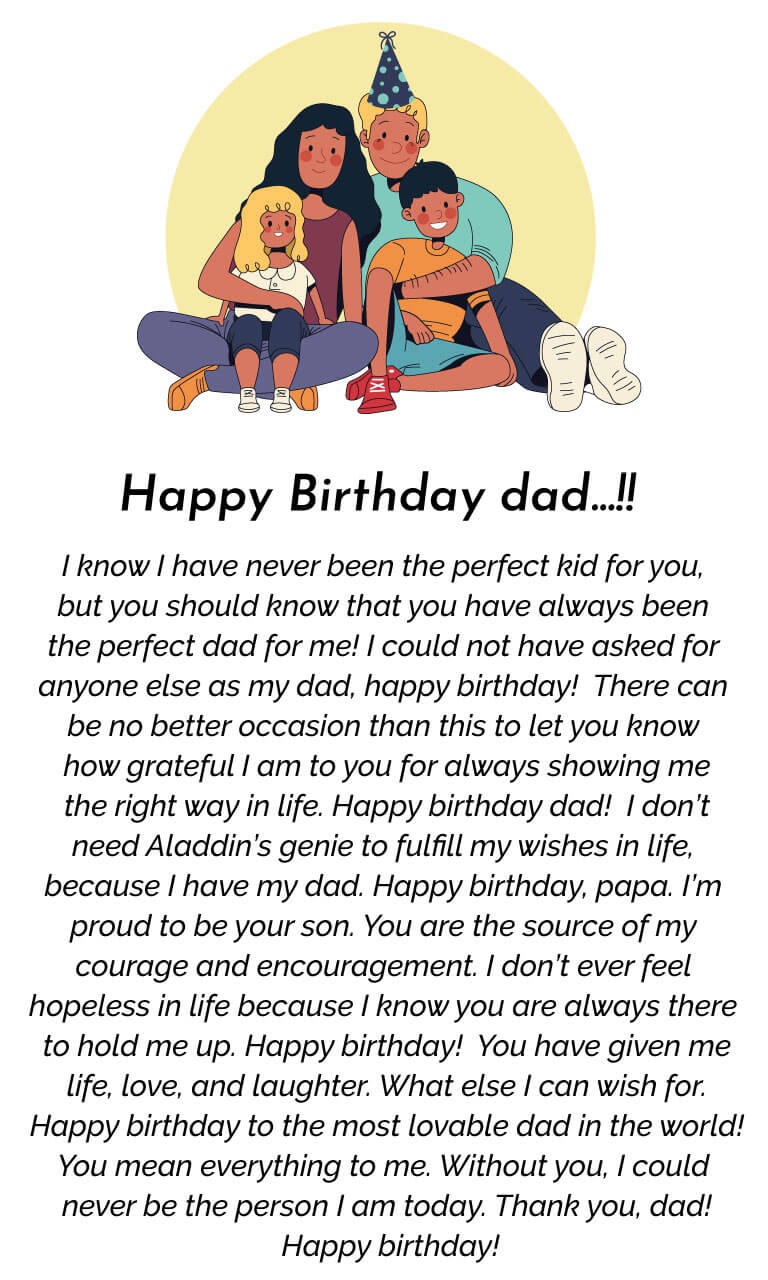 Happy Birthday dad...!!
I know I have never been the perfect kid for you,
but you should know that you have always been
the perfect dad for me! I could not have asked for
anyone else as my dad, happy birthday!  There can
be no better occasion than this to let you know
how grateful I am to you for always showing me
the right way in life. Happy birthday dad!  I don’t
need Aladdin’s genie to fulfill my wishes in life,
because I have my dad. Happy birthday, papa. I’m
proud to be your son. You are the source of my
courage and encouragement. I don’t ever feel
hopeless in life because I know you are always there
to hold me up. Happy birthday!  You have given me
life, love, and laughter. What else I can wish for.
Happy birthday to the most lovable dad in the world!
You mean everything to me. Without you, I could
never be the person I am today. Thank you, dad!
Happy birthday!